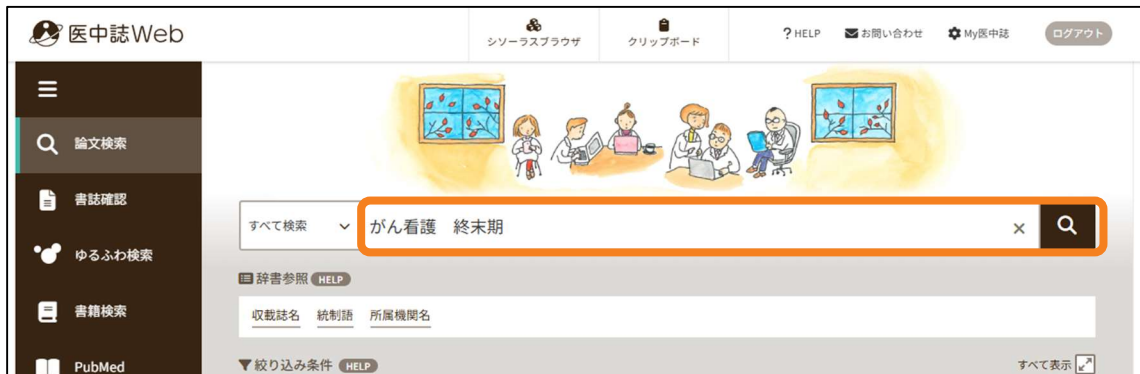 医中誌Web
シソーラスブラウザ
クリップボード
? HELP
お問い合わせ
My医中誌
ログアウト
論文検索
書誌確認
ゆるふわ検索
書籍検索
PubMed
すべて検索
がん看護 終末期
×
辞書参照 HELP
収載誌名 統制語 所属機関名
▼絞り込み条件 HELP
すべて表示